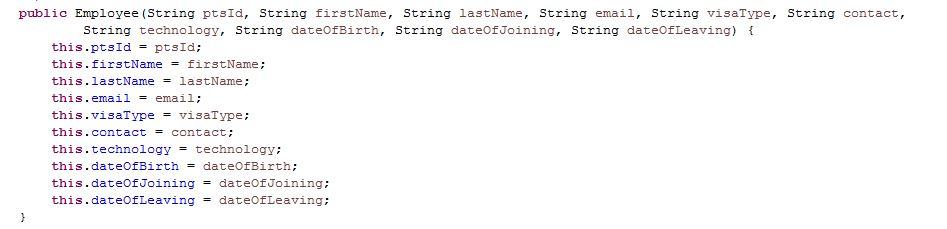 public Employee(String ptsId, String firstName, String lastName, String email, String visaType, String contact,
        String technology, String dateOfBirth, String dateOfJoining, String dateOfLeaving) {
    this.ptsId = ptsId;
    this.firstName = firstName;
    this.lastName = lastName;
    this.email = email;
    this.visaType = visaType;
    this.contact = contact;
    this.technology = technology;
    this.dateOfBirth = dateOfBirth;
    this.dateOfJoining = dateOfJoining;
    this.dateOfLeaving = dateOfLeaving;
}